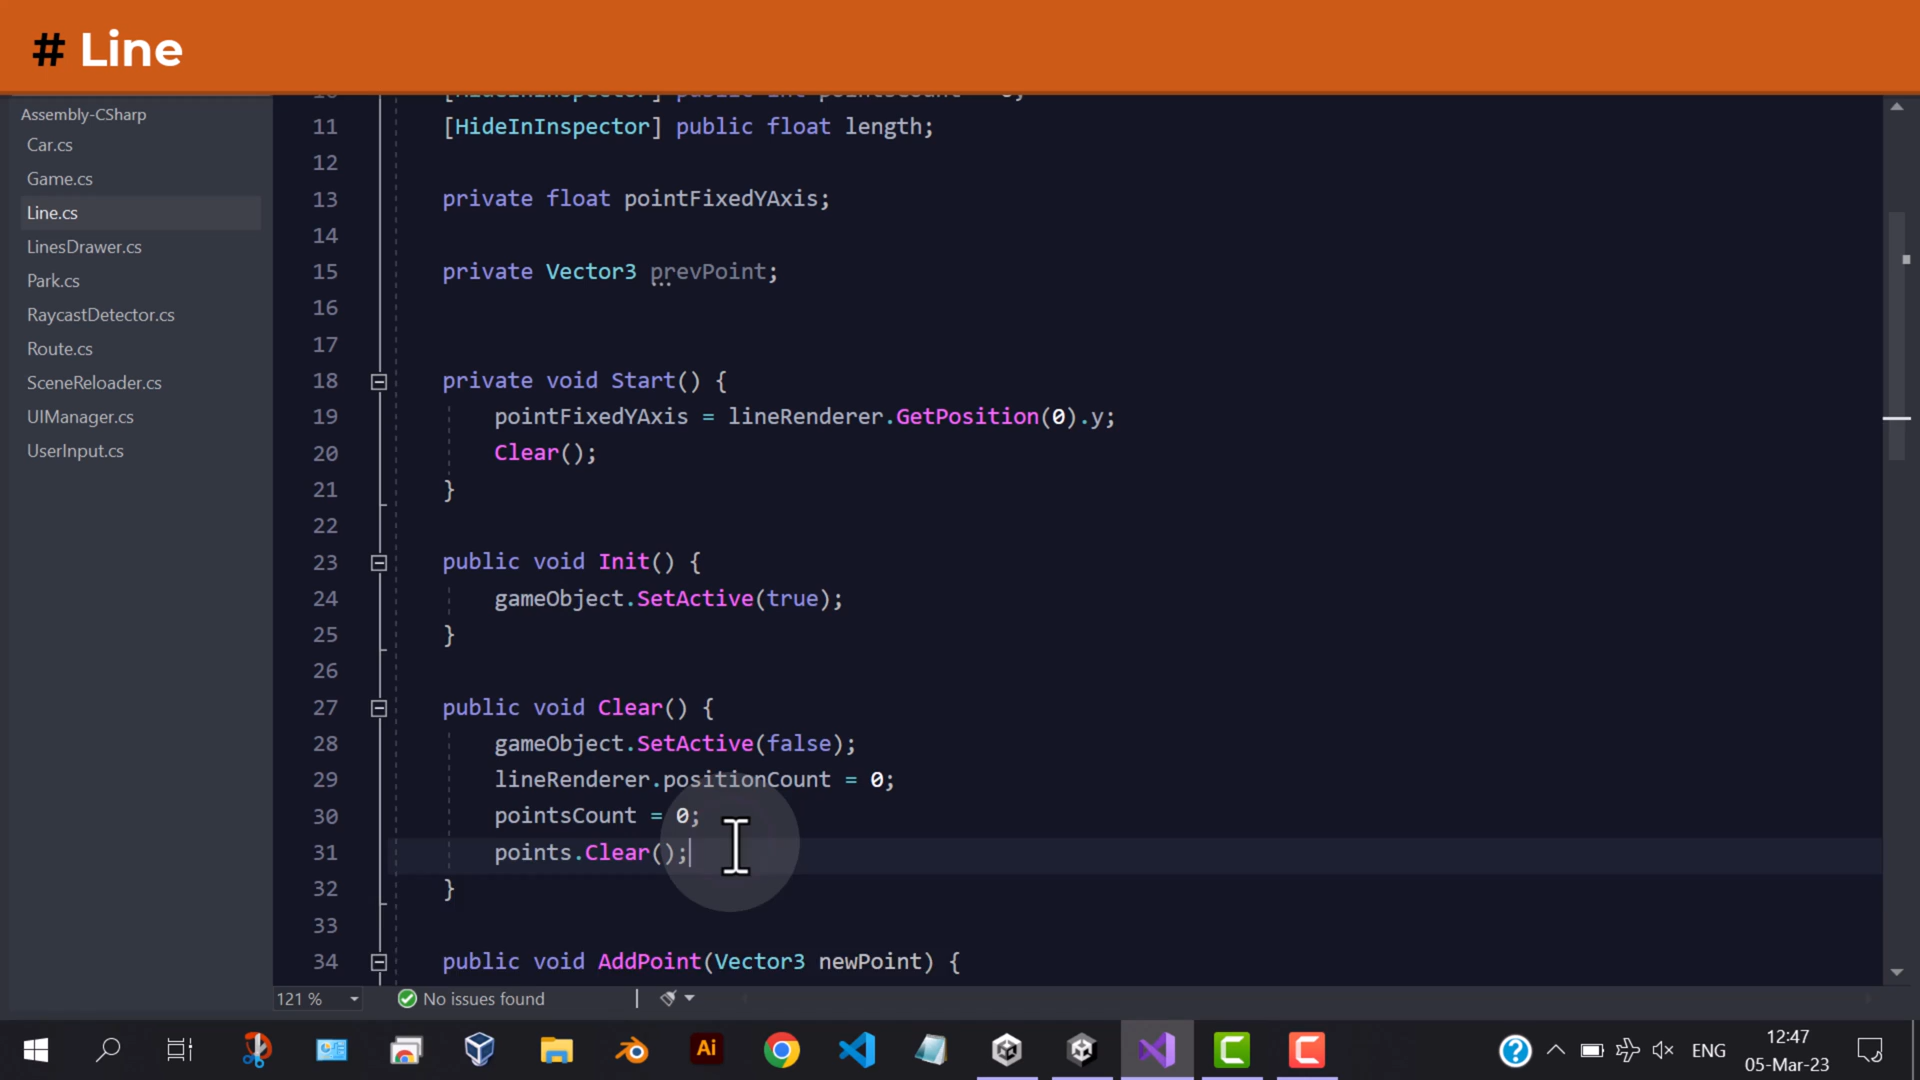 # Line
Assembly-CSharp
Car.cs
Game.cs
Line.cs
LinesDrawer.cs
Park.cs
RaycastDetector.cs
Route.cs
SceneReloader.cs
UIManager.cs
UserInput.cs
11 [HideInInspector] public float length;
12
13 private float pointFixedYAxis;
14
15 private Vector3 prevPoint;
16
17
18 private void Start() {
19 pointFixedYAxis = lineRenderer.GetPosition(0).y;
20 Clear();
21 }
22
23 public void Init() {
24 gameObject.SetActive(true);
25 }
26
27 public void Clear() {
28 gameObject.SetActive(false);
29 lineRenderer.positionCount = 0;
30 pointsCount = 0;
31 points.Clear();
32 }
33
34 public void AddPoint(Vector3 newPoint) {
121 % No issues found
Ai
ENG
12:47
05-Mar-23